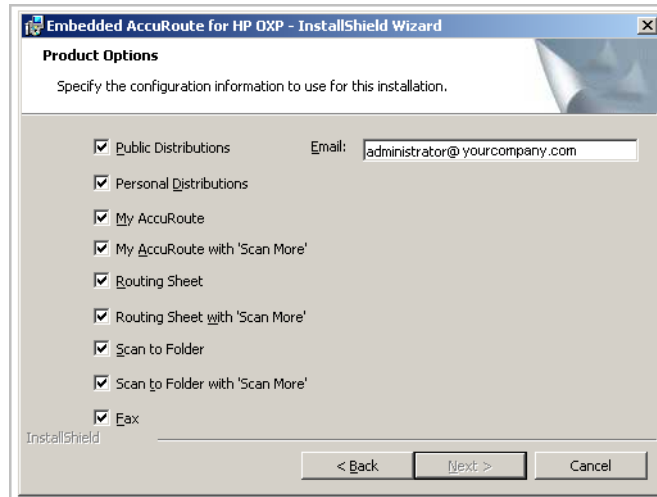 Embedded AccuRoute for HP OXP - InstallShield Wizard
Product Options
Specify the configuration information to use for this installation.
Public Distributions Email: administrator@ yourcompany.com
Personal Distributions
My AccuRoute
My AccuRoute with 'Scan More'
Routing Sheet
Routing Sheet with 'Scan More'
Scan to Folder
Scan to Folder with 'Scan More'
Fax
InstallShield
< Back Next > Cancel